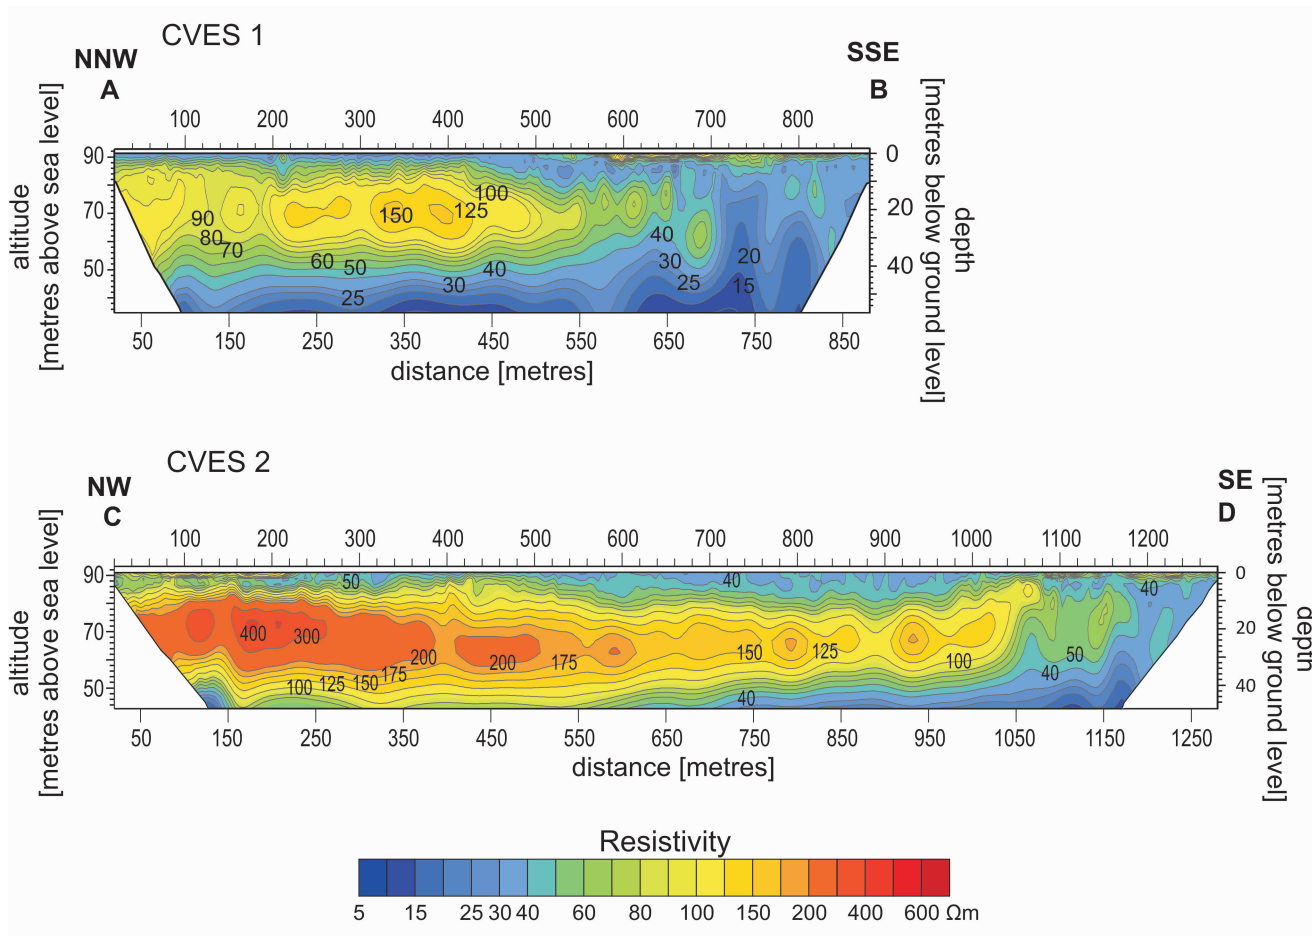 CVES 1
NNW
SSE
A
B
100 200 300 400 500 600 700 800
90
70
50
altitude
[metres above sea level]
0
20
40
depth
[metres below ground level]
90
80
70
60
50
40
30
25
150
125
100
40
30
25
20
15
50 150 250 350 450 550 650 750 850
distance [metres]
CVES 2
NW
SE
C
D
100 200 300 400 500 600 700 800 900 1000 1100 1200
90
70
50
altitude
[metres above sea level]
0
20
40
depth
[metres below ground level]
50
40
40
400
300
200
200
175
150
125
100
50
40
100
125
150
175
40
50 150 250 350 450 550 650 750 850 950 1050 1150 1250
distance [metres]
Resistivity
5 15 25 30 40 60 80 100 150 200 400 600 Ωm